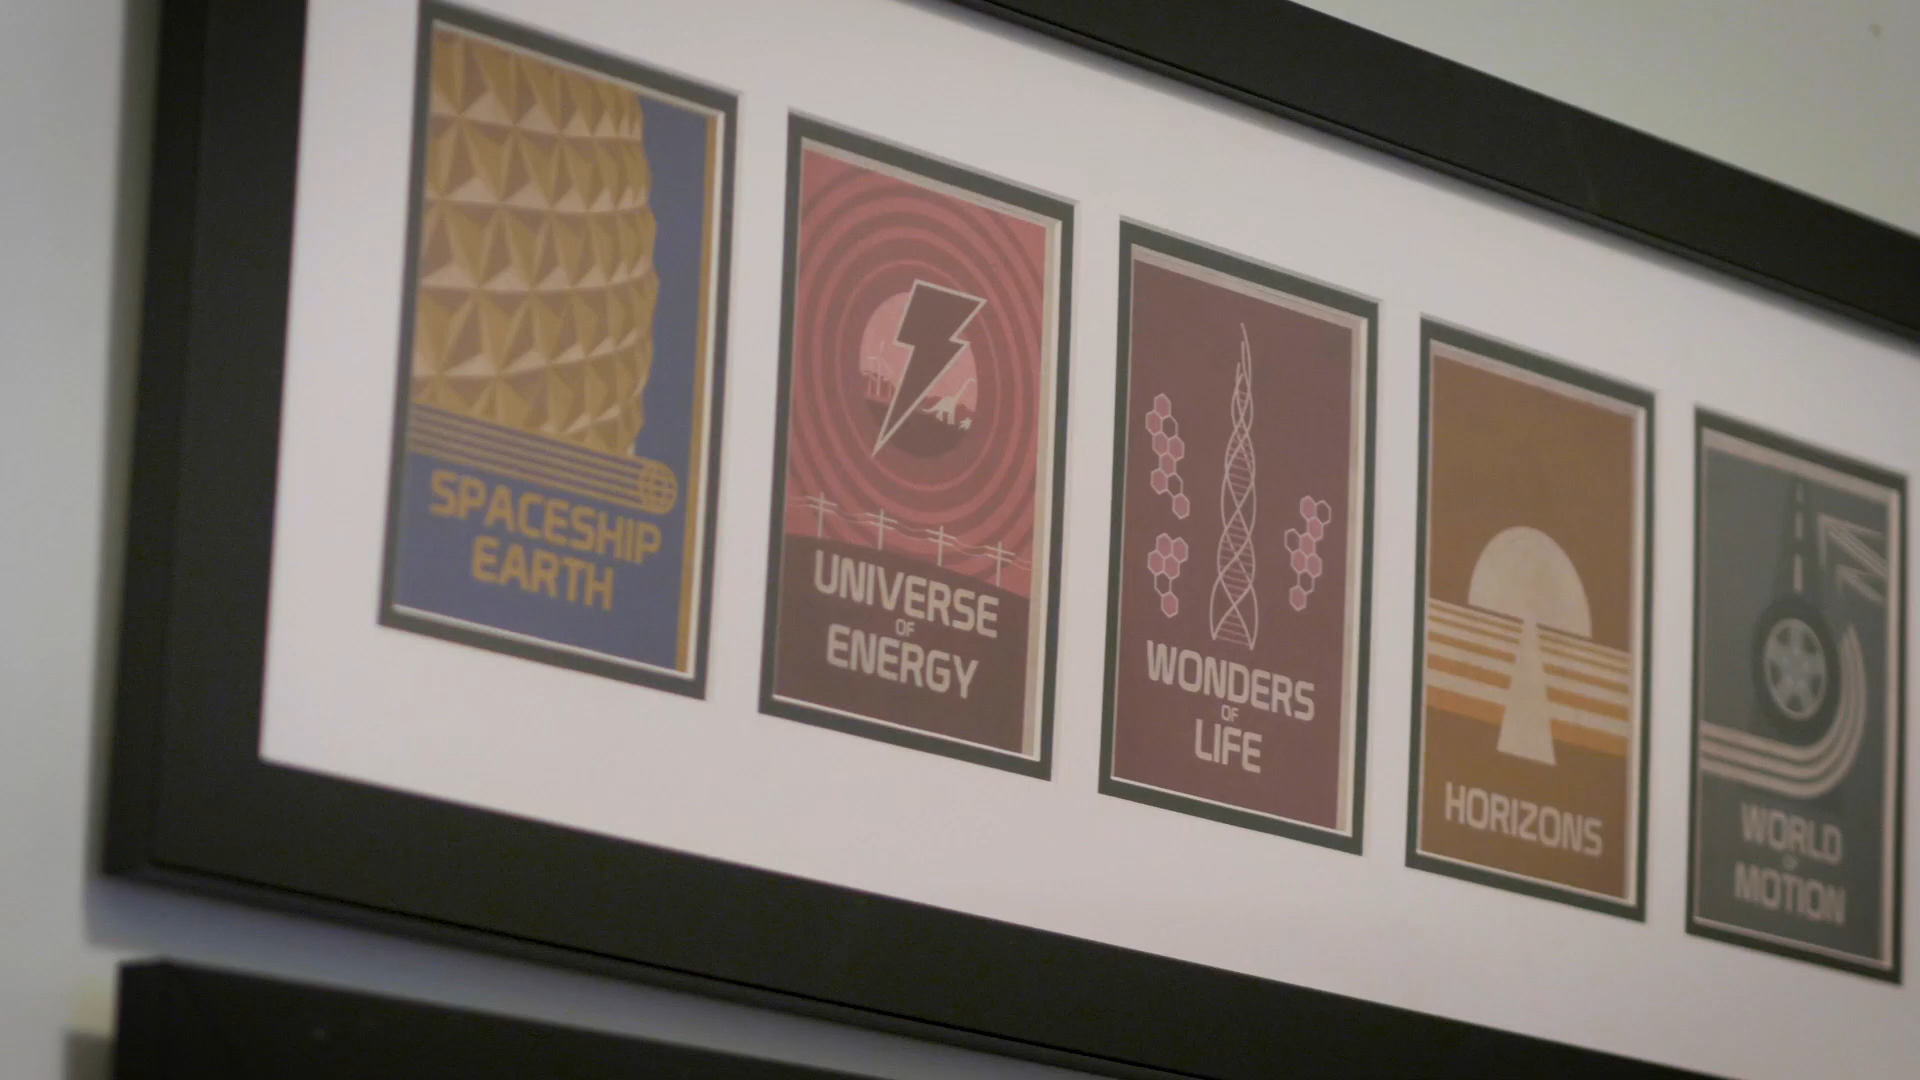 SPACESHIP
EARTH
UNIVERSE
OF
ENERGY
WONDERS
OF
LIFE
HORIZONS
WORLD
OF
MOTION